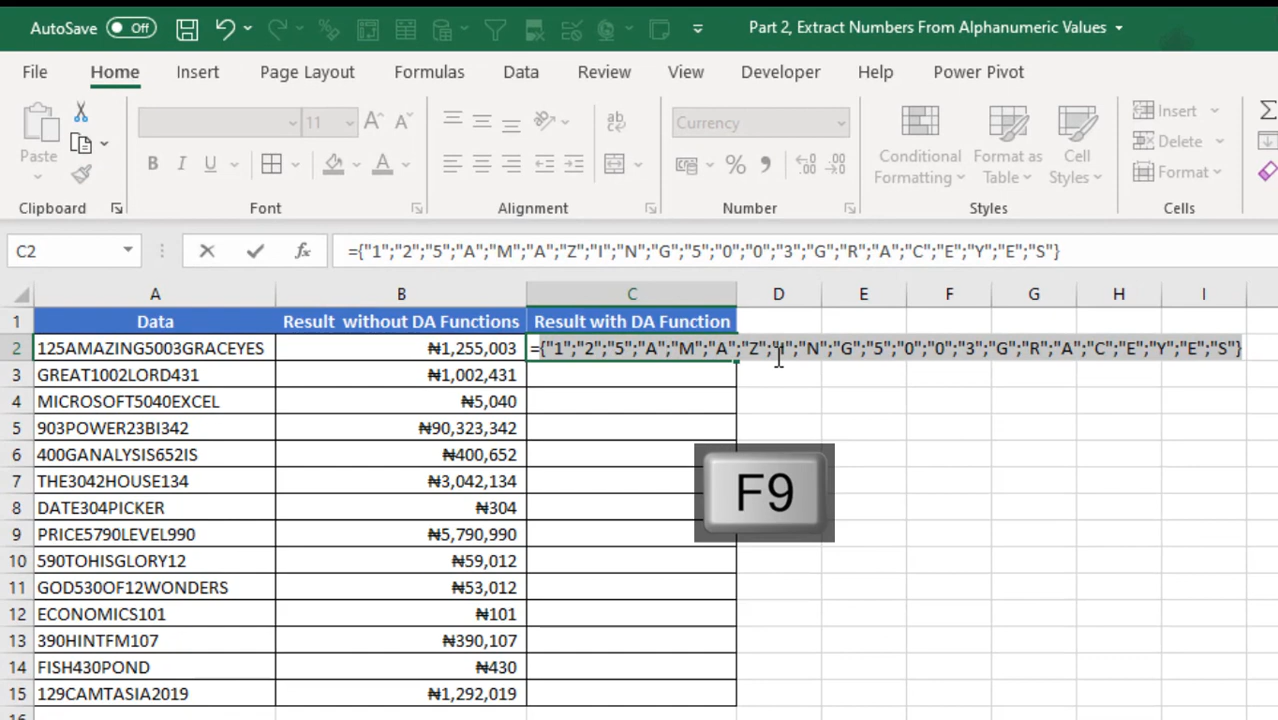 AutoSave Off Part 2, Extract Numbers From Alphanumeric Values
File Home Insert Page Layout Formulas Data Review View Developer Help Power Pivot
Paste 11 A A ab Currency Conditional Formatting Format as Table Cell Styles Insert
B I U A % , .00 Delete
Format
Clipboard Font Alignment Number Styles Cells
C2 fx ={"1";"2";"5";"A";"M";"A";"Z";"I";"N";"G";"5";"0";"0";"3";"G";"R";"A";"C";"E";"Y";"E";"S"}
A B C D E F G H I
1 Data Result without DA Functions Result with DA Function
2 125AMAZING5003GRACEYES ₦1,255,003 ={"1";"2";"5";"A";"M";"A";"Z";"I";"N";"G";"5";"0";"0";"3";"G";"R";"A";"C";"E";"Y";"E";"S"}
3 GREAT1002LORD431 ₦1,002,431
4 MICROSOFT5040EXCEL ₦5,040
5 903POWER23BI342 ₦90,323,342
6 400GANALYSIS652IS ₦400,652
7 THE3042HOUSE134 ₦3,042,134
8 DATE304PICKER ₦304
9 PRICE5790LEVEL990 ₦5,790,990
10 590TOHISGLORY12 ₦59,012
11 GOD530OF12WONDERS ₦53,012
12 ECONOMICS101 ₦101
13 390HINTFM107 ₦390,107
14 FISH430POND ₦430
15 129CAMTASIA2019 ₦1,292,019
F9